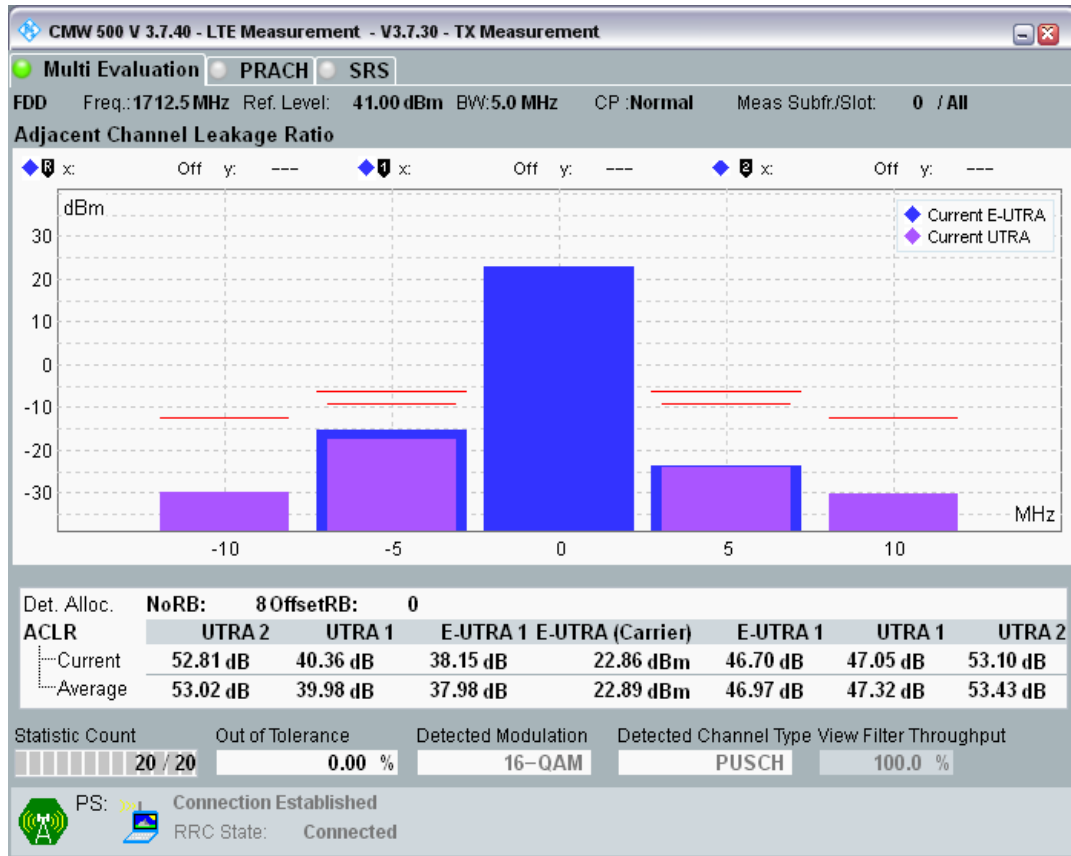 CMW 500 V 3.7.40 - LTE Measurement - V3.7.30 - TX Measurement
Multi Evaluation PRACH SRS
FDD Freq.:1712.5 MHz Ref. Level: 41.00 dBm BW:5.0 MHz CP :Normal Meas Subfr./Slot: 0 / All
Adjacent Channel Leakage Ratio
R x: Off y: --- 1 x: Off y: --- 2 x: Off y: ---
dBm
Current E-UTRA
Current UTRA
30
20
10
0
-10
-20
-30
MHz
-10 -5 0 5 10
Det. Alloc. NoRB: 8 OffsetRB: 0
ACLR UTRA 2 UTRA 1 E-UTRA 1 E-UTRA (Carrier) E-UTRA 1 UTRA 1 UTRA 2
Current 52.81 dB 40.36 dB 38.15 dB 22.86 dBm 46.70 dB 47.05 dB 53.10 dB
Average 53.02 dB 39.98 dB 37.98 dB 22.89 dBm 46.97 dB 47.32 dB 53.43 dB
Statistic Count Out of Tolerance Detected Modulation Detected Channel Type View Filter Throughput
20 / 20 0.00 % 16-QAM PUSCH 100.0 %
PS: Connection Established
RRC State: Connected